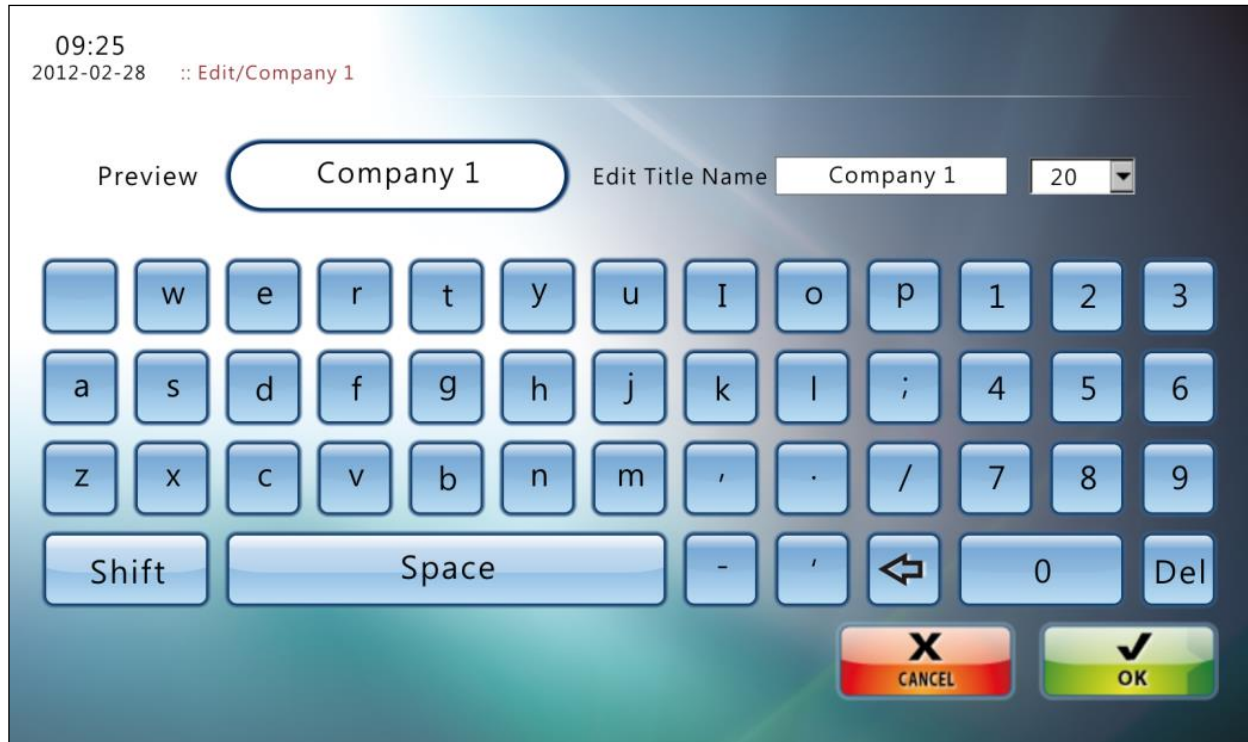 09:25
2012-02-28 :: Edit/Company 1
Preview Company 1 Edit Title Name Company 1 20
w e r t y u I o p 1 2 3
a s d f g h j k l ; 4 5 6
z x c v b n m , . / 7 8 9
Shift Space - ' 0 Del
X CANCEL OK